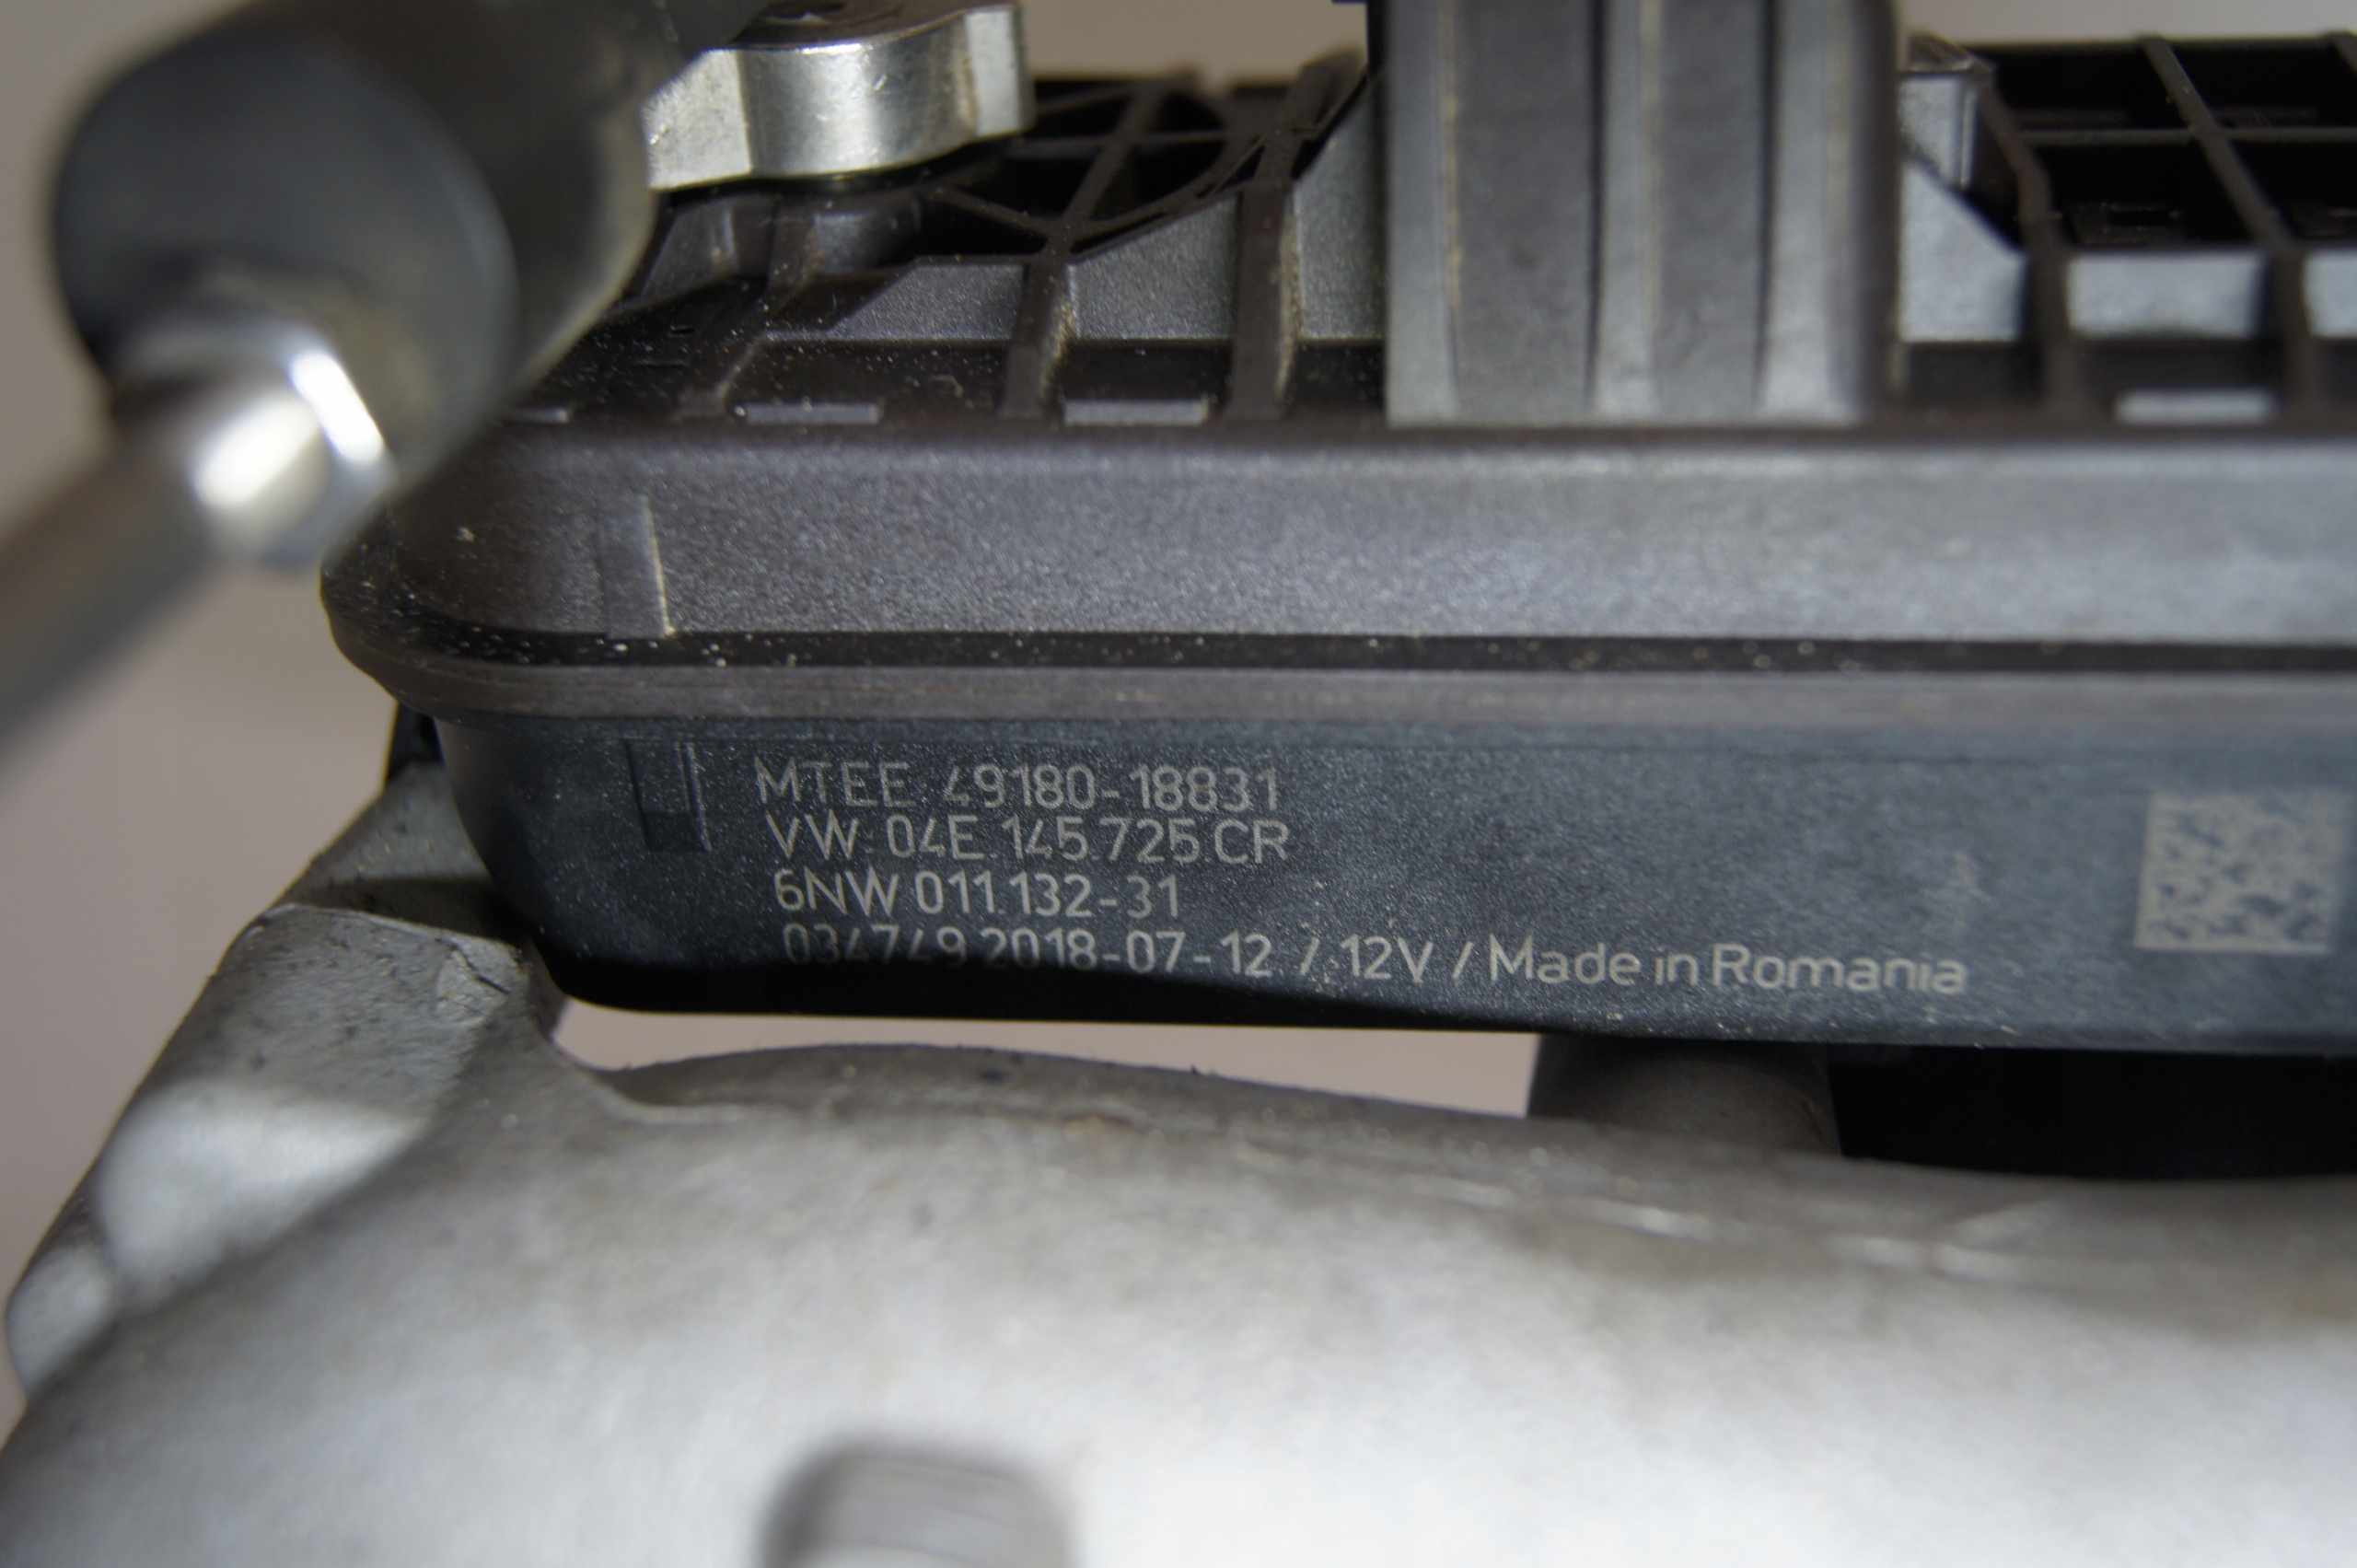 MTEE 49180-18831
VW: 04E.145.725.CR
6NW 011.132-31
034749 2018-07-12 / 12V / Made in Romania